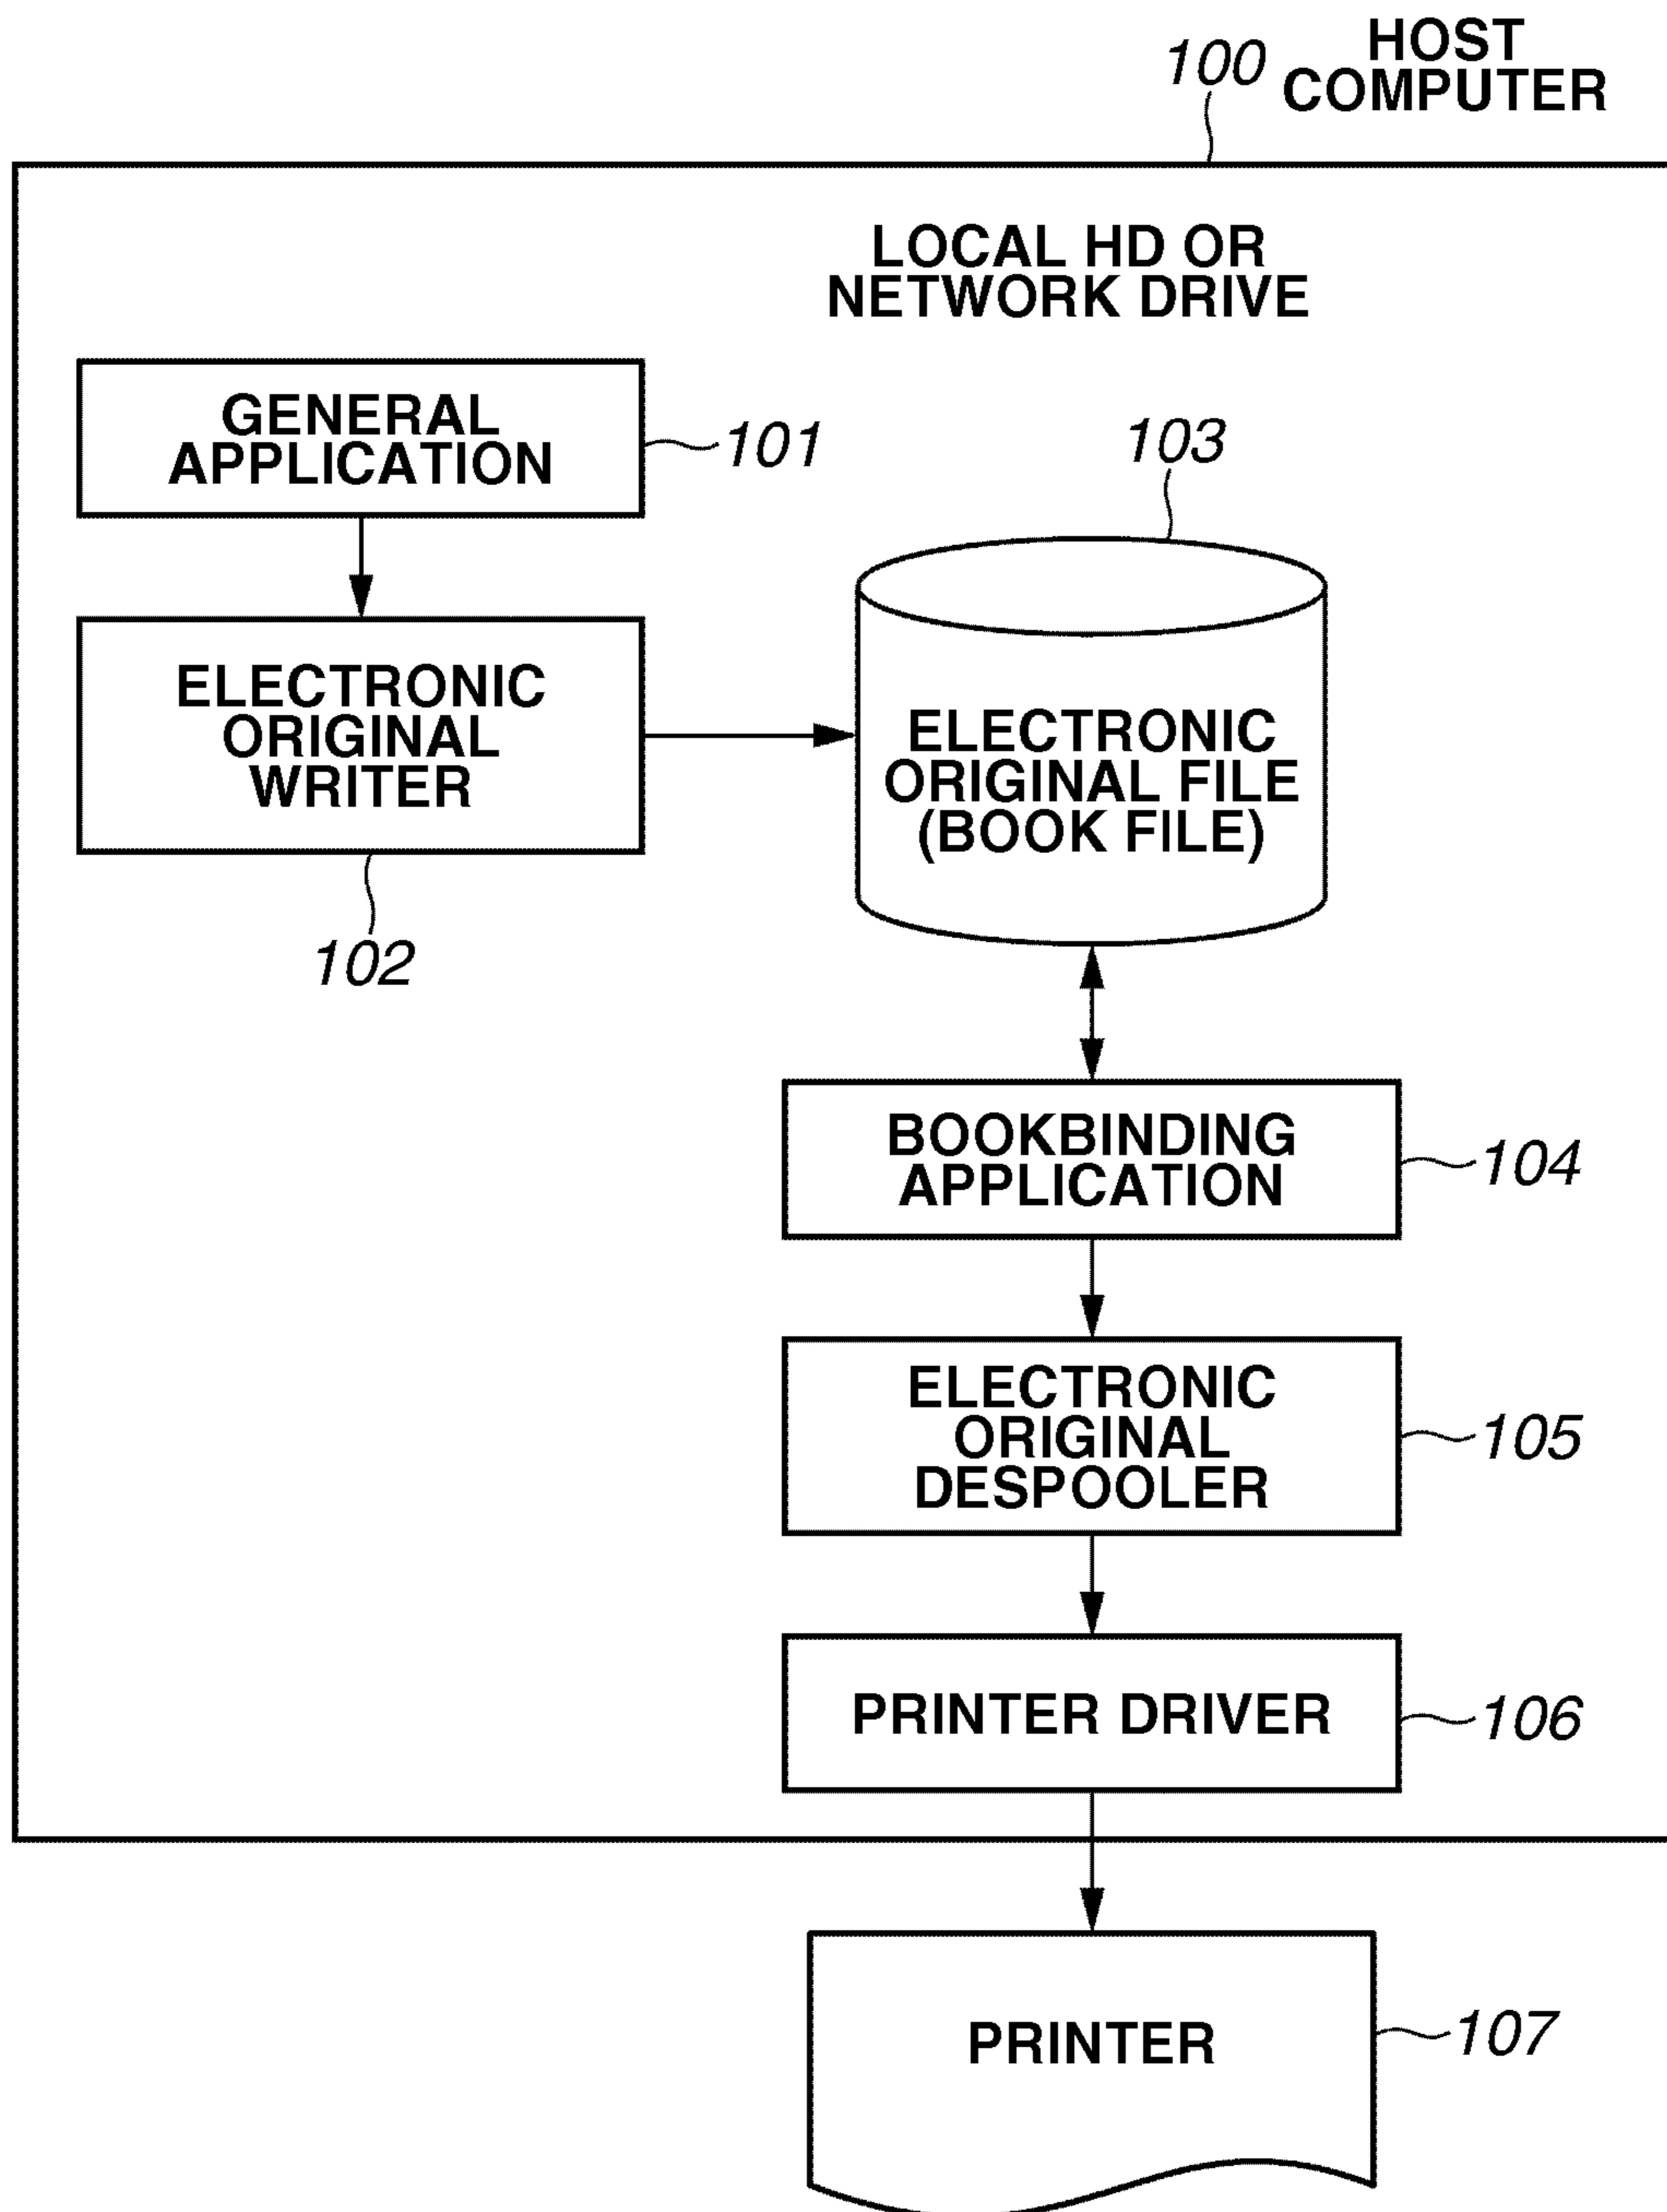 100
HOST
COMPUTER
LOCAL HD OR
NETWORK DRIVE
GENERAL
APPLICATION
101
103
ELECTRONIC
ORIGINAL
WRITER
102
ELECTRONIC
ORIGINAL FILE
(BOOK FILE)
BOOKBINDING
APPLICATION
104
ELECTRONIC
ORIGINAL
DESPOOLER
105
PRINTER DRIVER
106
PRINTER
107